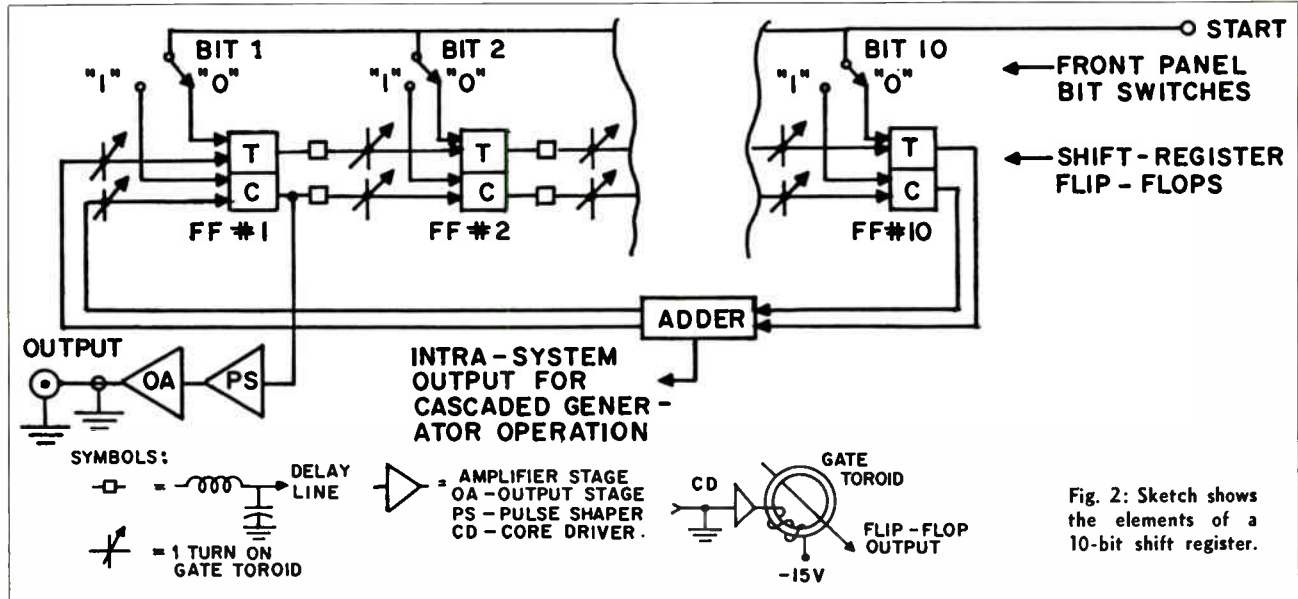 START
BIT 1
BIT 2
BIT 10
"1"
"0"
"1"
"0"
"1"
"0"
FRONT PANEL
BIT SWITCHES
T
C
T
C
T
C
SHIFT-REGISTER
FLIP-FLOPS
FF #1
FF #2
FF#10
ADDER
OUTPUT
OA
PS
INTRA-SYSTEM
OUTPUT FOR
CASCADED GENER-
ATOR OPERATION
SYMBOLS:
= DELAY
LINE
= 1 TURN ON
GATE TOROID
= AMPLIFIER STAGE
OA-OUTPUT STAGE
PS-PULSE SHAPER
CD-CORE DRIVER.
CD
GATE
TOROID
FLIP-FLOP
OUTPUT
-15V
Fig. 2: Sketch shows
the elements of a
10-bit shift register.